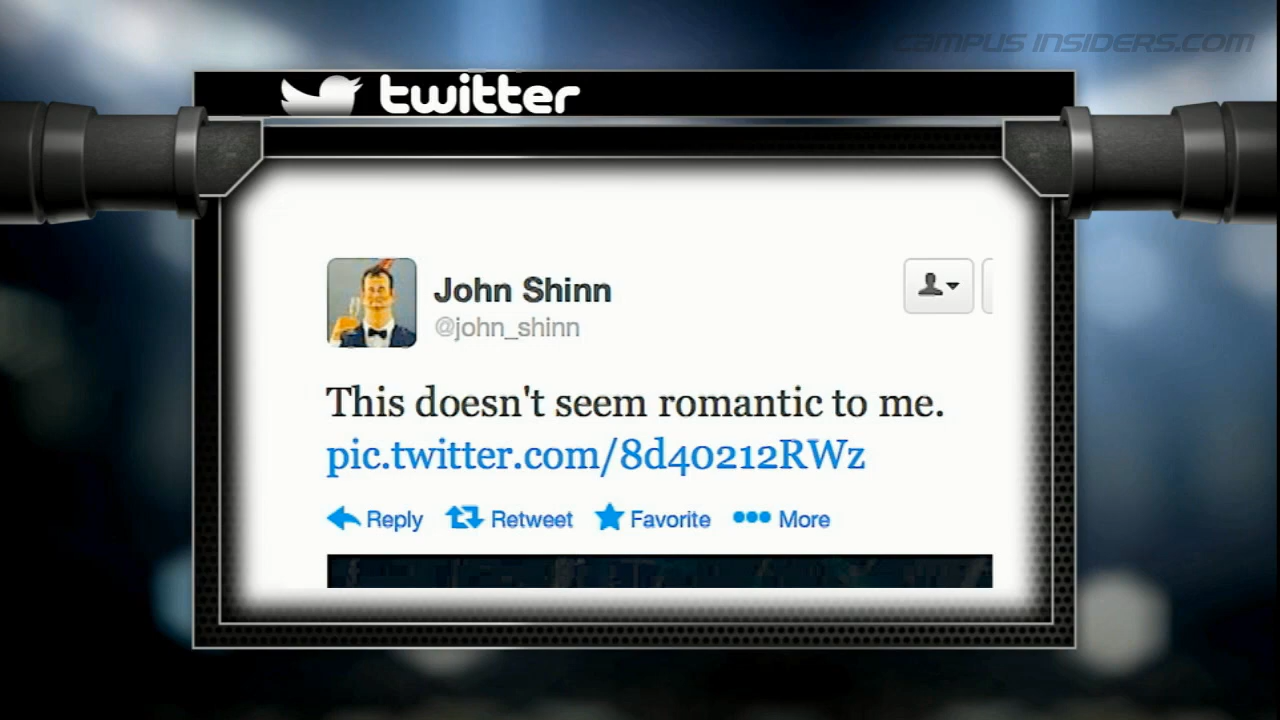 CAMPUS INSIDERS.COM
twitter
John Shinn
@john_shinn
This doesn't seem romantic to me.
pic.twitter.com/8d40212RWz
Reply Retweet Favorite More